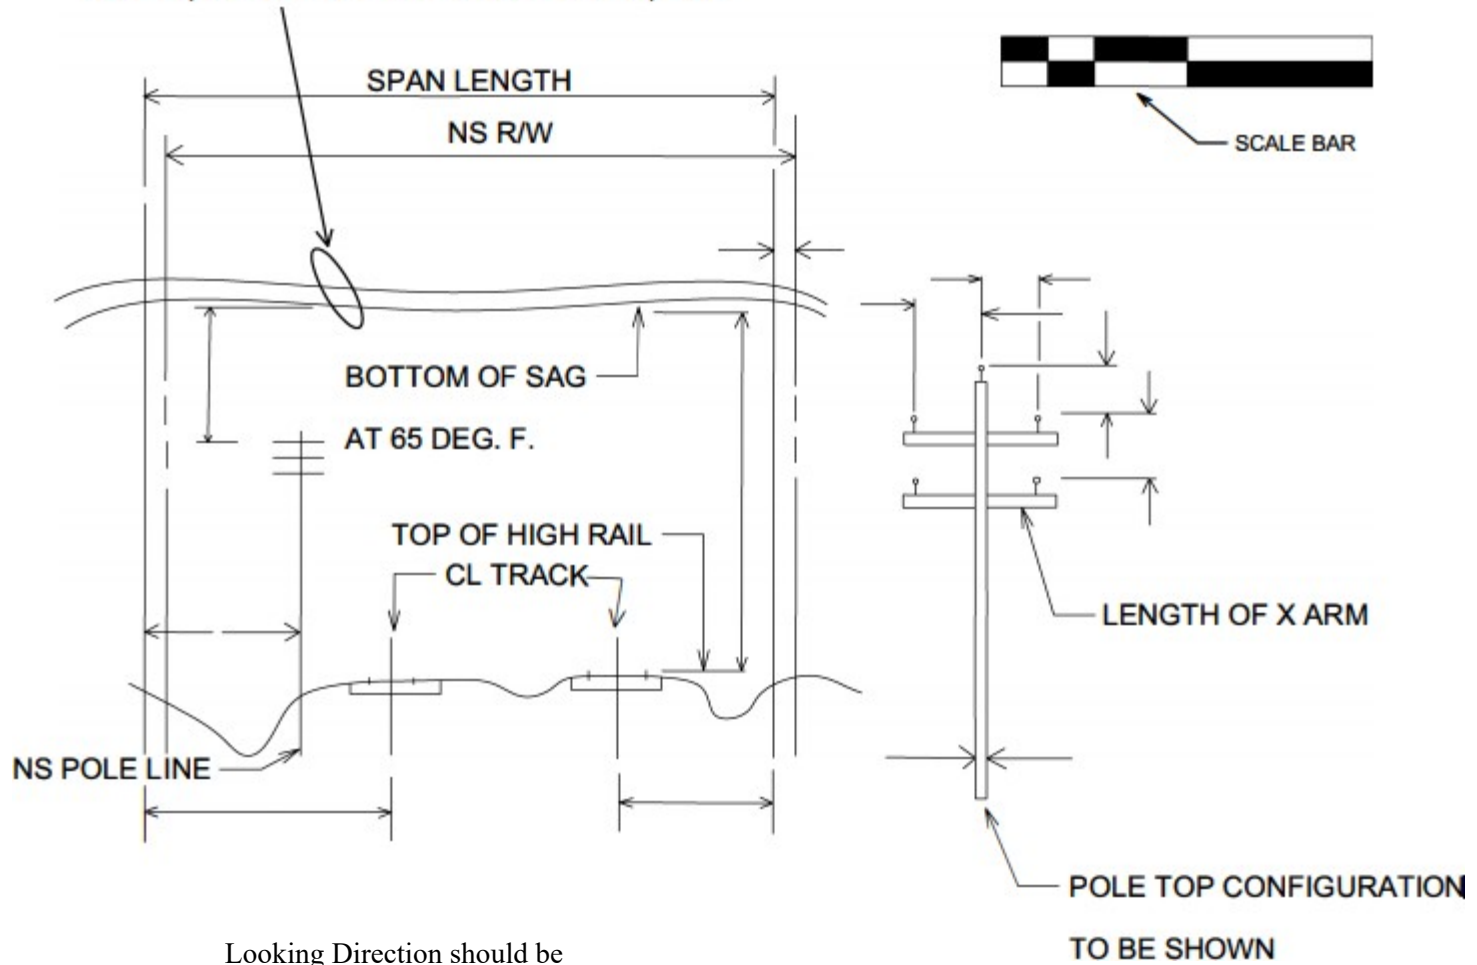 SPAN LENGTH
NS R/W
SCALE BAR
BOTTOM OF SAG
AT 65 DEG. F.
TOP OF HIGH RAIL
CL TRACK
LENGTH OF X ARM
NS POLE LINE
POLE TOP CONFIGURATION
TO BE SHOWN
Looking Direction should be